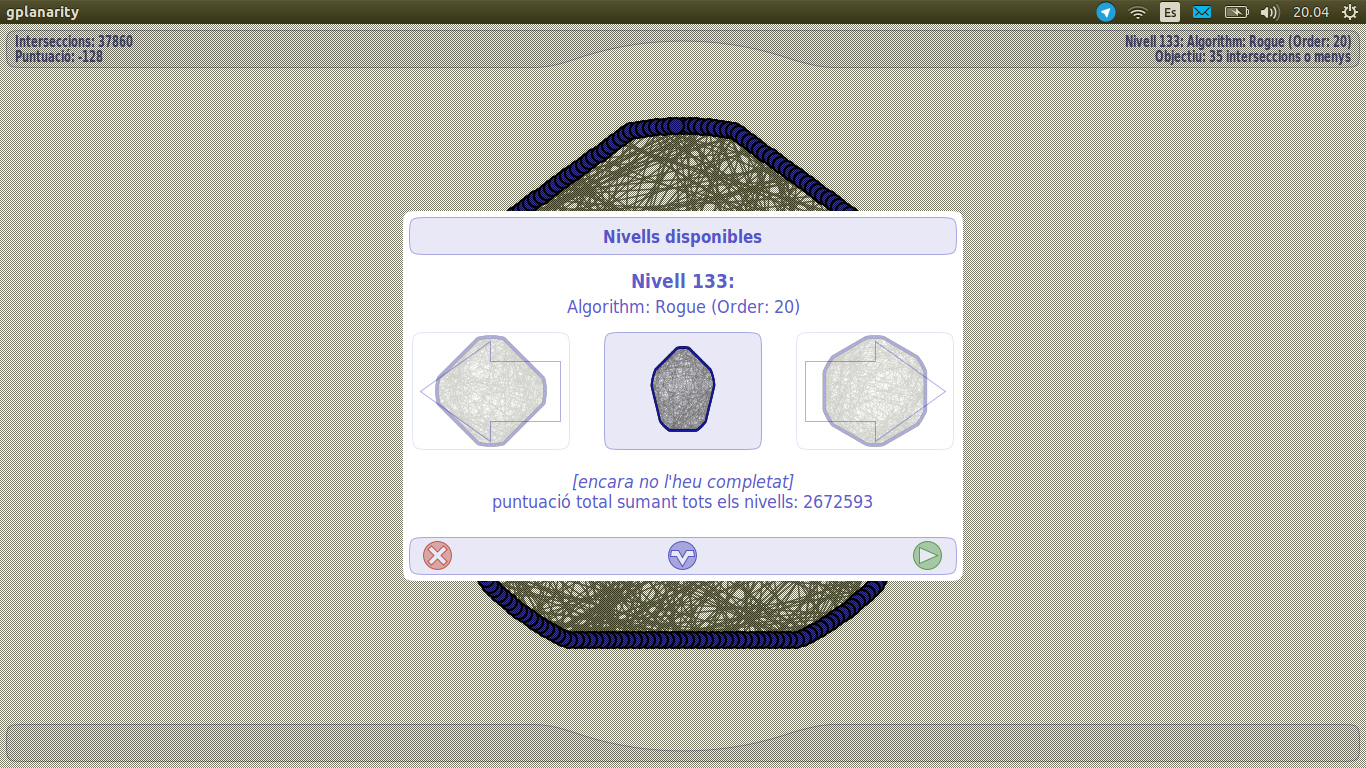 gplanarity
Es
20.04
Interseccions: 37860
Puntuació: -128
Nivell 133: Algorithm: Rogue (Order: 20)
Objectiu: 35 interseccions o menys
Nivells disponibles
Nivell 133:
Algorithm: Rogue (Order: 20)
[encara no l'heu completat]
puntuació total sumant tots els nivells: 2672593